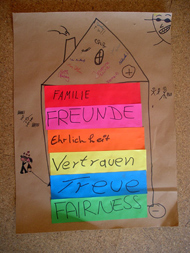 FAMILIE
FREUNDE
Ehrlichkeit
Vertrauen
Treue
FAIRNESS